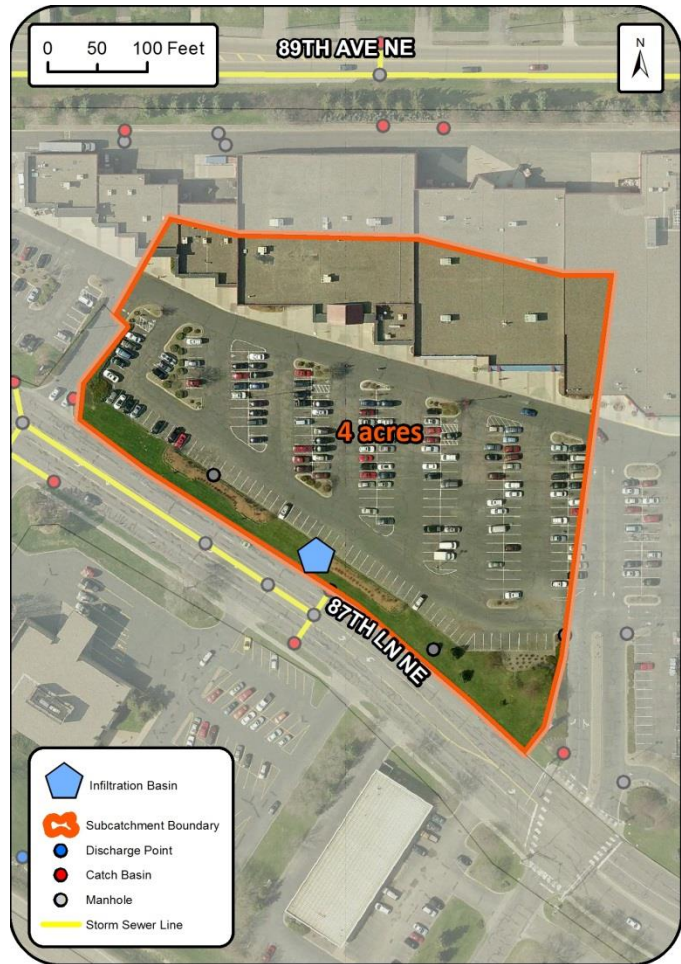 0 50 100 Feet
89TH AVE NE
N
4 acres
87TH LN NE
Infiltration Basin
Subcatchment Boundary
Discharge Point
Catch Basin
Manhole
Storm Sewer Line